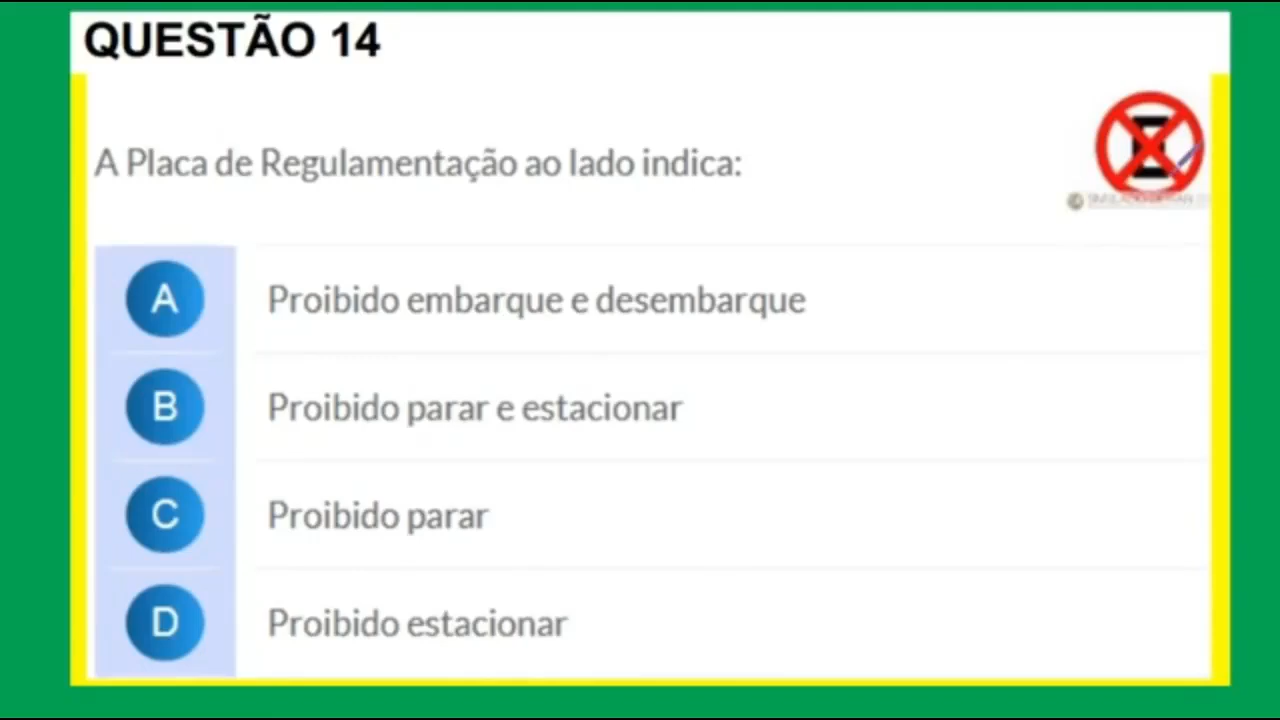 QUESTÃO 14
A Placa de Regulamentação ao lado indica:
E
A Proibido embarque e desembarque
B Proibido parar e estacionar
C Proibido parar
D Proibido estacionar